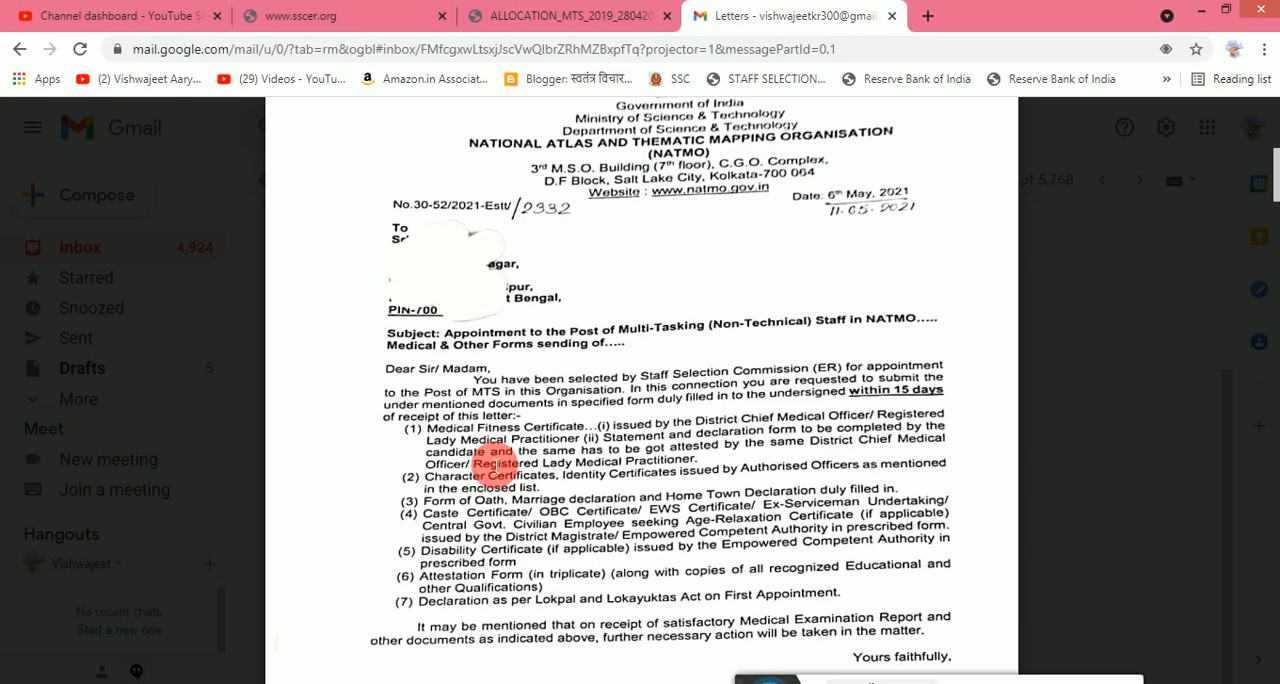 Channel dashboard - YouTube S
www.sscer.org
ALLOCATION_MTS_2019_280420
Letters - vishwajeetkr300@gmai
mail.google.com/mail/u/0/?tab=rm&ogbl#inbox/FMfcgxwLtsxjJscVwQlbrZRhMZBxpfTq?projector=1&messagePartId=0.1
Apps
(2) Vishwajeet Aary...
(29) Videos - YouTu...
Amazon.in Associat...
Blogger: स्वतंत्र विचार...
SSC
STAFF SELECTION...
Reserve Bank of India
Reserve Bank of India
»
Reading list
Gmail
Compose
Inbox 4,924
Starred
Snoozed
Sent
Drafts 5
More
Meet
New meeting
Join a meeting
Hangouts
Vishwajeet
No recent chats
Start a new one
of 5,768
Government of India
Ministry of Science & Technology
Department of Science & Technology
NATIONAL ATLAS AND THEMATIC MAPPING ORGANISATION
(NATMO)
3rd M.S.O. Building (7th floor), C.G.O. Complex,
D.F Block, Salt Lake City, Kolkata-700 064
Website : www.natmo.gov.in
Date: 6th May, 2021
11.05.2021
No.30-52/2021-Estt/2332
To
agar,
ipur,
t Bengal,
PIN-700
Subject: Appointment to the Post of Multi-Tasking (Non-Technical) Staff in NATMO.....
Medical & Other Forms sending of.....
Dear Sir/ Madam,
You have been selected by Staff Selection Commission (ER) for appointment
to the Post of MTS in this Organisation. In this connection you are requested to submit the
under mentioned documents in specified form duly filled in to the undersigned within 15 days
of receipt of this letter:-
(1) Medical Fitness Certificate...(i) issued by the District Chief Medical Officer/ Registered
Lady Medical Practitioner (ii) Statement and declaration form to be completed by the
candidate and the same has to be got attested by the same District Chief Medical
Officer/ Registered Lady Medical Practitioner.
(2) Character Certificates, Identity Certificates issued by Authorised Officers as mentioned
in the enclosed list.
(3) Form of Oath, Marriage declaration and Home Town Declaration duly filled in.
(4) Caste Certificate/ OBC Certificate/ EWS Certificate/ Ex-Serviceman Undertaking/
Central Govt. Civilian Employee seeking Age-Relaxation Certificate (if applicable)
issued by the District Magistrate/ Empowered Competent Authority in prescribed form.
(5) Disability Certificate (if applicable) issued by the Empowered Competent Authority in
prescribed form
(6) Attestation Form (in triplicate) (along with copies of all recognized Educational and
other Qualifications)
(7) Declaration as per Lokpal and Lokayuktas Act on First Appointment.
It may be mentioned that on receipt of satisfactory Medical Examination Report and
other documents as indicated above, further necessary action will be taken in the matter.
Yours faithfully,